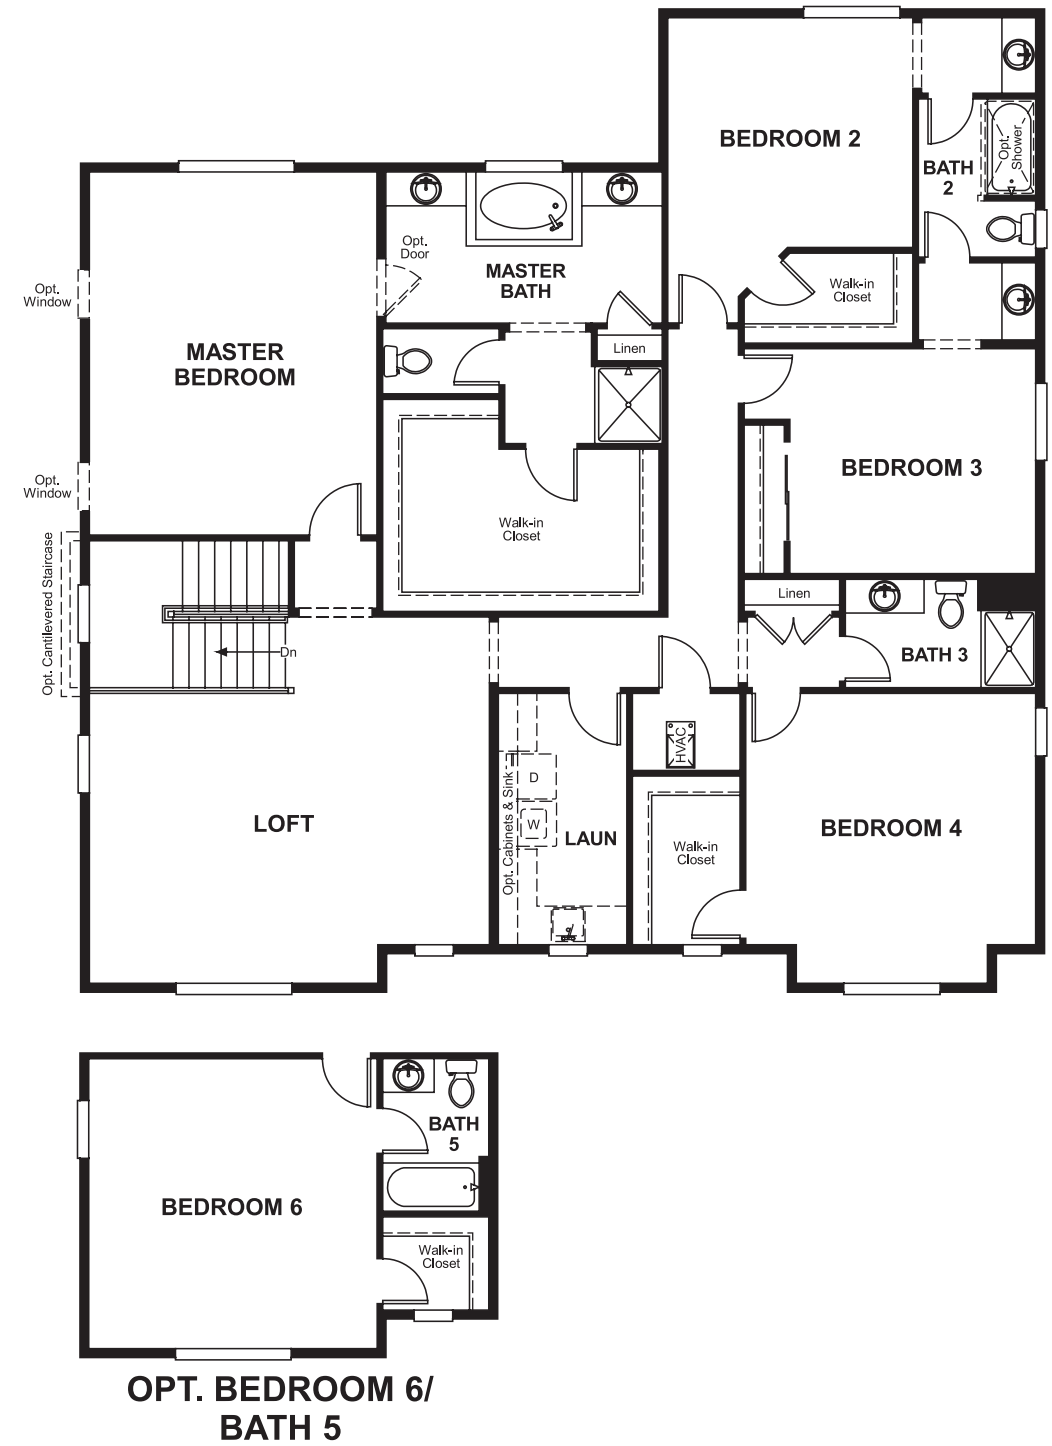 BEDROOM 2
Opt.
Shower
BATH
2
Opt.
Door
MASTER
BATH
Walk-in
Closet
Opt.
Window
Linen
MASTER
BEDROOM
BEDROOM 3
Opt.
Window
Walk-in
Closet
Opt. Cantilevered Staircase
Linen
Dn
BATH 3
HVAC
D
Opt. Cabinets & Sink
W
LOFT
LAUN
Walk-in
Closet
BEDROOM 4
BATH
5
BEDROOM 6
Walk-in
Closet
OPT. BEDROOM 6/
BATH 5